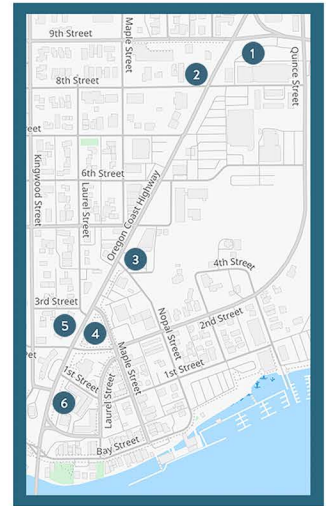 9th Street
Maple Street
1
Quince Street
2
8th Street
eet
Kingwood Street
6th Street
Laurel Street
Oregon Coast Highway
3
4th Street
3rd Street
Nopal Street
2nd Street
5
4
et
Maple Street
1st Street
1st Street
Laurel Street
6
Bay Street